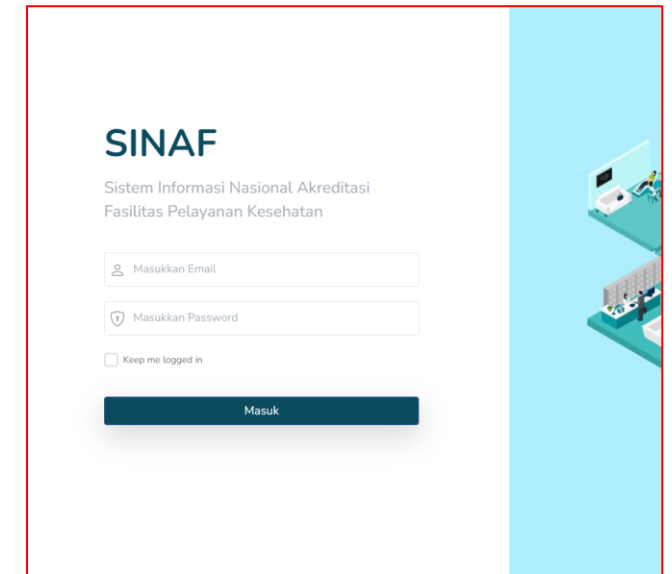 SINAF
Sistem Informasi Nasional Akreditasi
Fasilitas Pelayanan Kesehatan
Masukkan Email
Masukkan Password
Keep me logged in
Masuk